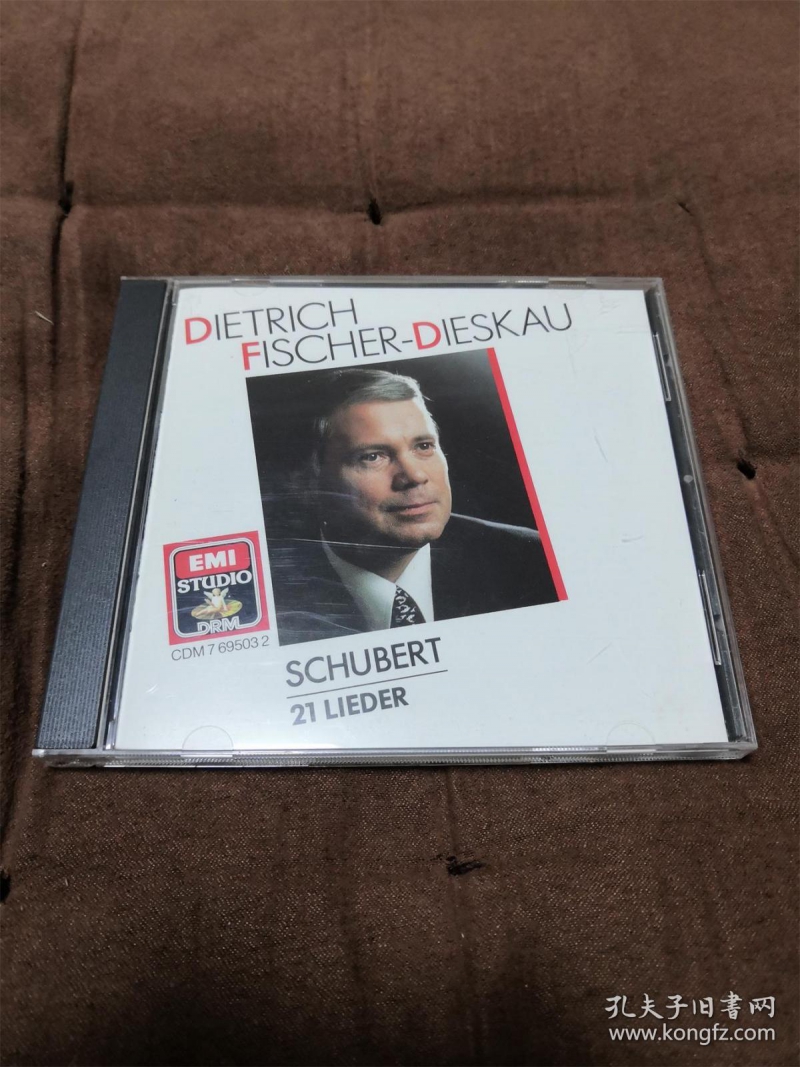 DIETRICH
FISCHER-DIESKAU
EMI
STUDIO
DRM
CDM 7 69503 2
SCHUBERT
21 LIEDER
孔夫子旧书网
www.kongfz.com